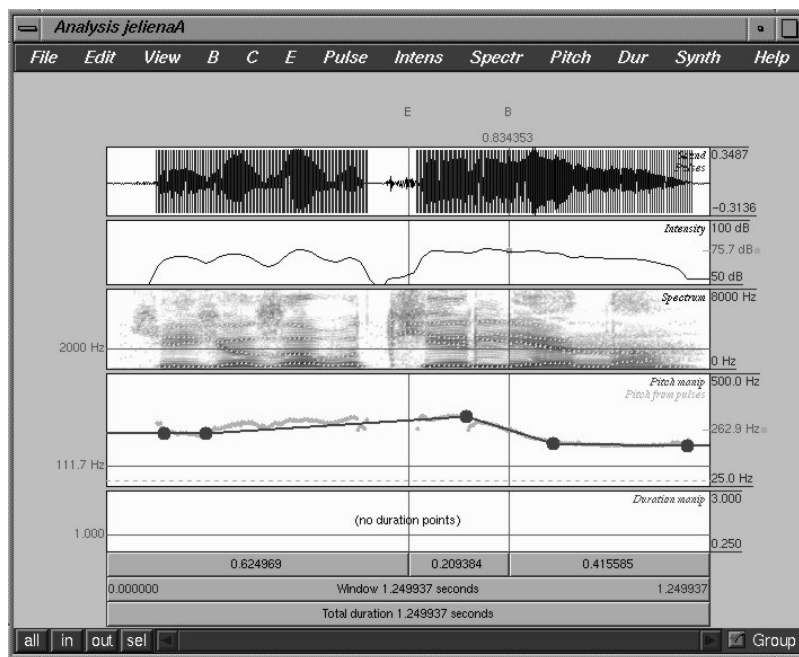 Analysis jelienaA
File Edit View B C E Pulse Intens Spectr Pitch Dur Synth Help
E B
0.834353
Sound 0.3487
Pulses
-0.3136
Intensity 100 dB
75.7 dB
50 dB
Spectrum 8000 Hz
2000 Hz
0 Hz
Pitch manip 500.0 Hz
Pitch from pulses
262.9 Hz
111.7 Hz
25.0 Hz
Duration manip 3.000
(no duration points)
1.000
0.250
0.624969 0.209384 0.415585
0.000000 Window 1.249937 seconds 1.249937
Total duration 1.249937 seconds
all in out sel Group